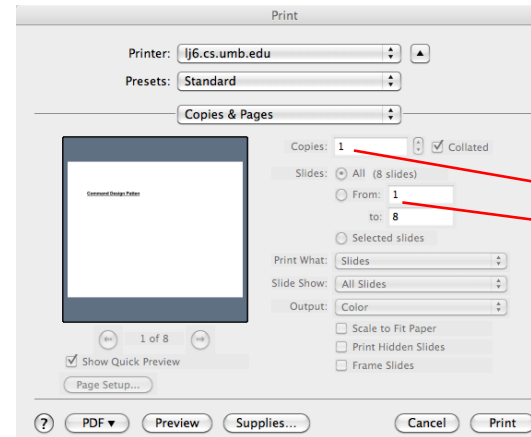 Print
Printer: lj6.cs.umb.edu
Presets: Standard
Copies & Pages
Copies: 1 Collated
Slides: All (8 slides)
From: 1
to: 8
Selected slides
Print What: Slides
Slide Show: All Slides
Output: Color
Scale to Fit Paper
Print Hidden Slides
Frame Slides
Command Design Patten
1 of 8
Show Quick Preview
Page Setup...
? PDF▾ Preview Supplies... Cancel Print